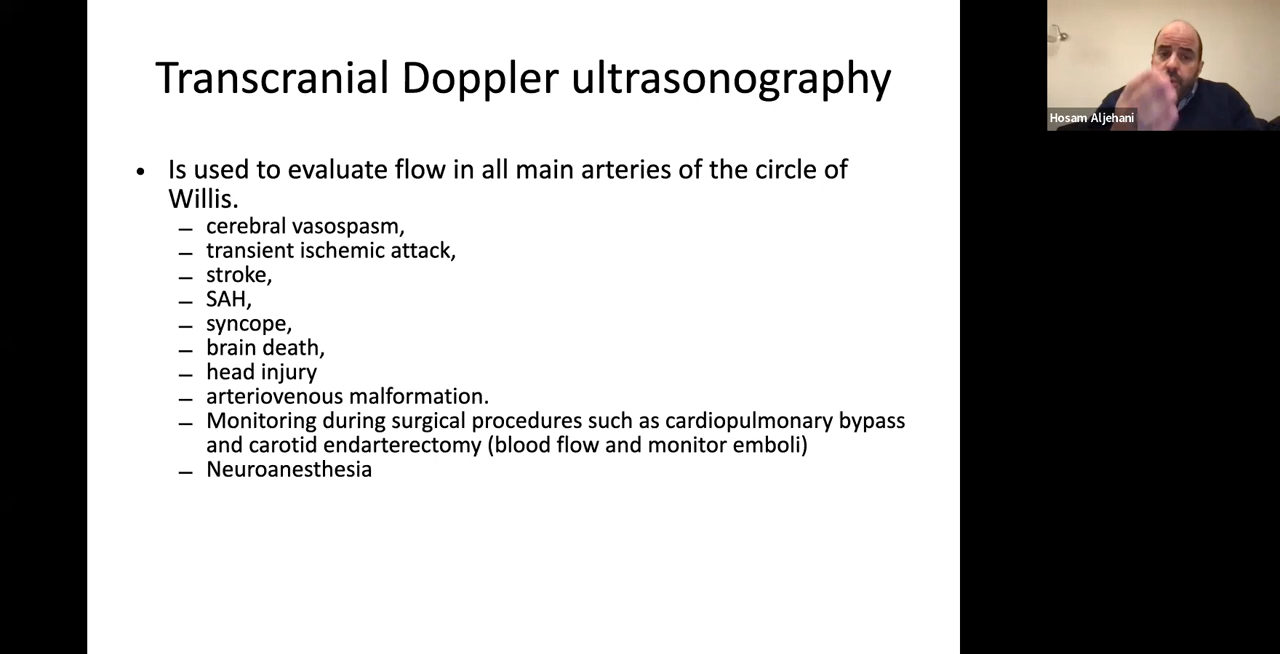 Transcranial Doppler ultrasonography
• Is used to evaluate flow in all main arteries of the circle of
Willis.
– cerebral vasospasm,
– transient ischemic attack,
– stroke,
– SAH,
– syncope,
– brain death,
– head injury
– arteriovenous malformation.
– Monitoring during surgical procedures such as cardiopulmonary bypass
and carotid endarterectomy (blood flow and monitor emboli)
– Neuroanesthesia
Hosam Aljehani